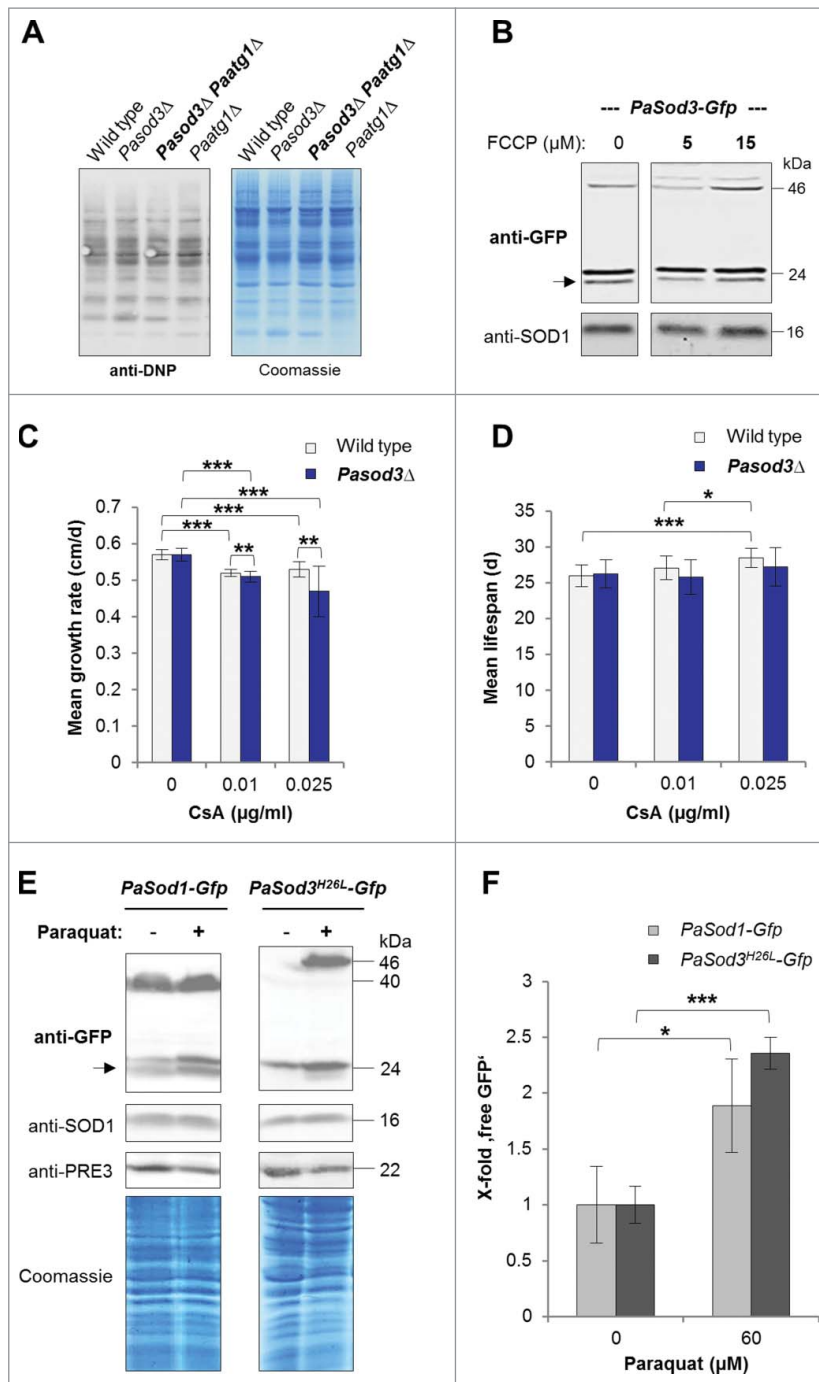 A
Wild type
Pasod3Δ
Pasod3Δ Paatg1Δ
Paatg1Δ
Wild type
Pasod3Δ
Pasod3Δ Paatg1Δ
Paatg1Δ
anti-DNP
Coomassie
B
--- PaSod3-Gfp ---
FCCP (µM): 0 5 15
kDa
46
anti-GFP
24
anti-SOD1
16
C
Wild type
Pasod3Δ
***
***
***
***
**
**
Mean growth rate (cm/d)
0.7
0.6
0.5
0.4
0.3
0.2
0.1
0
0 0.01 0.025
CsA (µg/ml)
D
Wild type
Pasod3Δ
*
***
Mean lifespan (d)
40
35
30
25
20
15
10
5
0
0 0.01 0.025
CsA (µg/ml)
E
PaSod1-Gfp PaSod3H26L-Gfp
Paraquat: - + - +
kDa
46
40
anti-GFP
24
anti-SOD1
16
anti-PRE3
22
Coomassie
F
PaSod1-Gfp
PaSod3H26L-Gfp
***
*
X-fold ‚free GFP‘
3
2.5
2
1.5
1
0.5
0
0 60
Paraquat (µM)